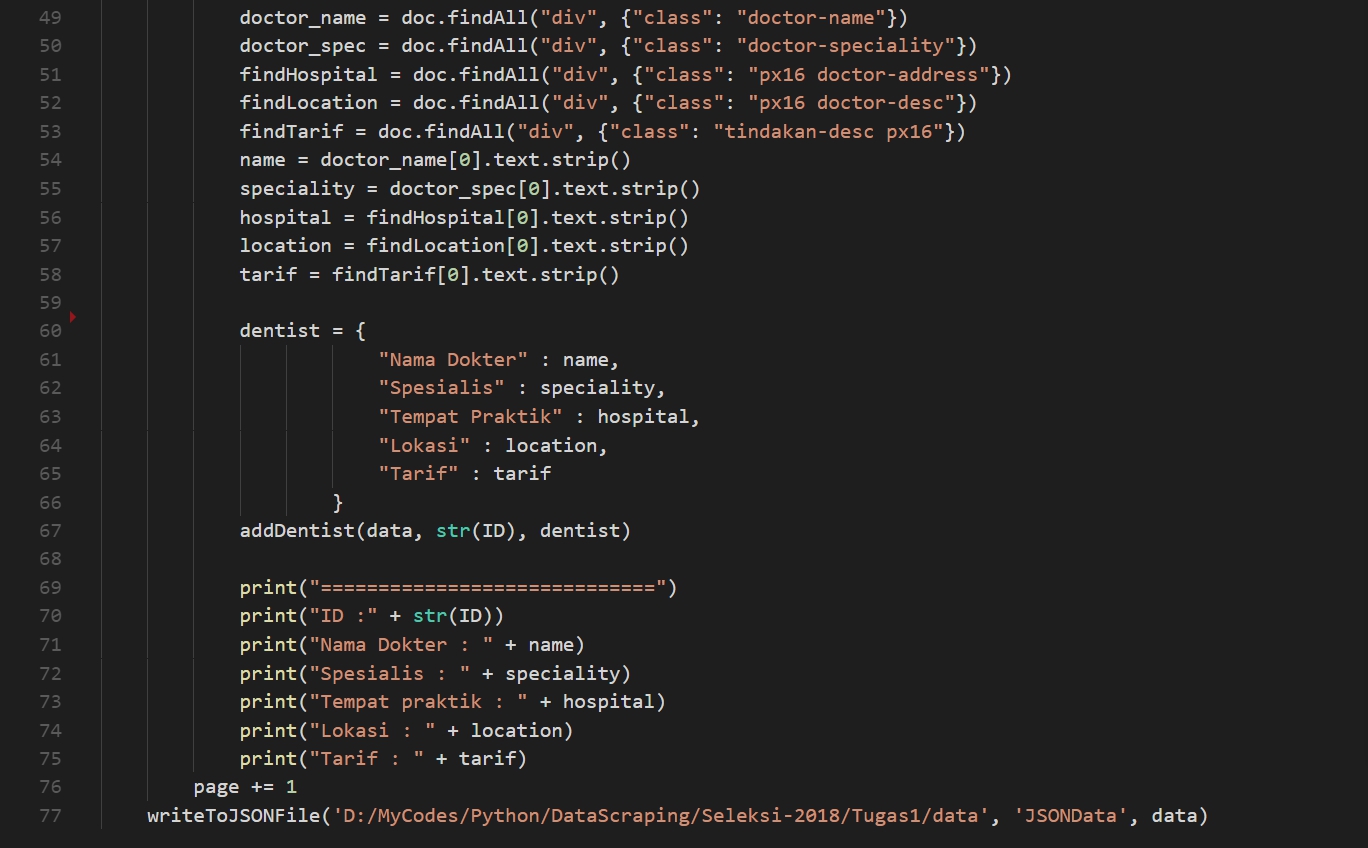 49 doctor_name = doc.findAll("div", {"class": "doctor-name"})
50 doctor_spec = doc.findAll("div", {"class": "doctor-speciality"})
51 findHospital = doc.findAll("div", {"class": "px16 doctor-address"})
52 findLocation = doc.findAll("div", {"class": "px16 doctor-desc"})
53 findTarif = doc.findAll("div", {"class": "tindakan-desc px16"})
54 name = doctor_name[0].text.strip()
55 speciality = doctor_spec[0].text.strip()
56 hospital = findHospital[0].text.strip()
57 location = findLocation[0].text.strip()
58 tarif = findTarif[0].text.strip()
59
60 dentist = {
61 "Nama Dokter" : name,
62 "Spesialis" : speciality,
63 "Tempat Praktik" : hospital,
64 "Lokasi" : location,
65 "Tarif" : tarif
66 }
67 addDentist(data, str(ID), dentist)
68
69 print("=============================")
70 print("ID :" + str(ID))
71 print("Nama Dokter : " + name)
72 print("Spesialis : " + speciality)
73 print("Tempat praktik : " + hospital)
74 print("Lokasi : " + location)
75 print("Tarif : " + tarif)
76 page += 1
77 writeToJSONFile('D:/MyCodes/Python/DataScraping/Seleksi-2018/Tugas1/data', 'JSONData', data)